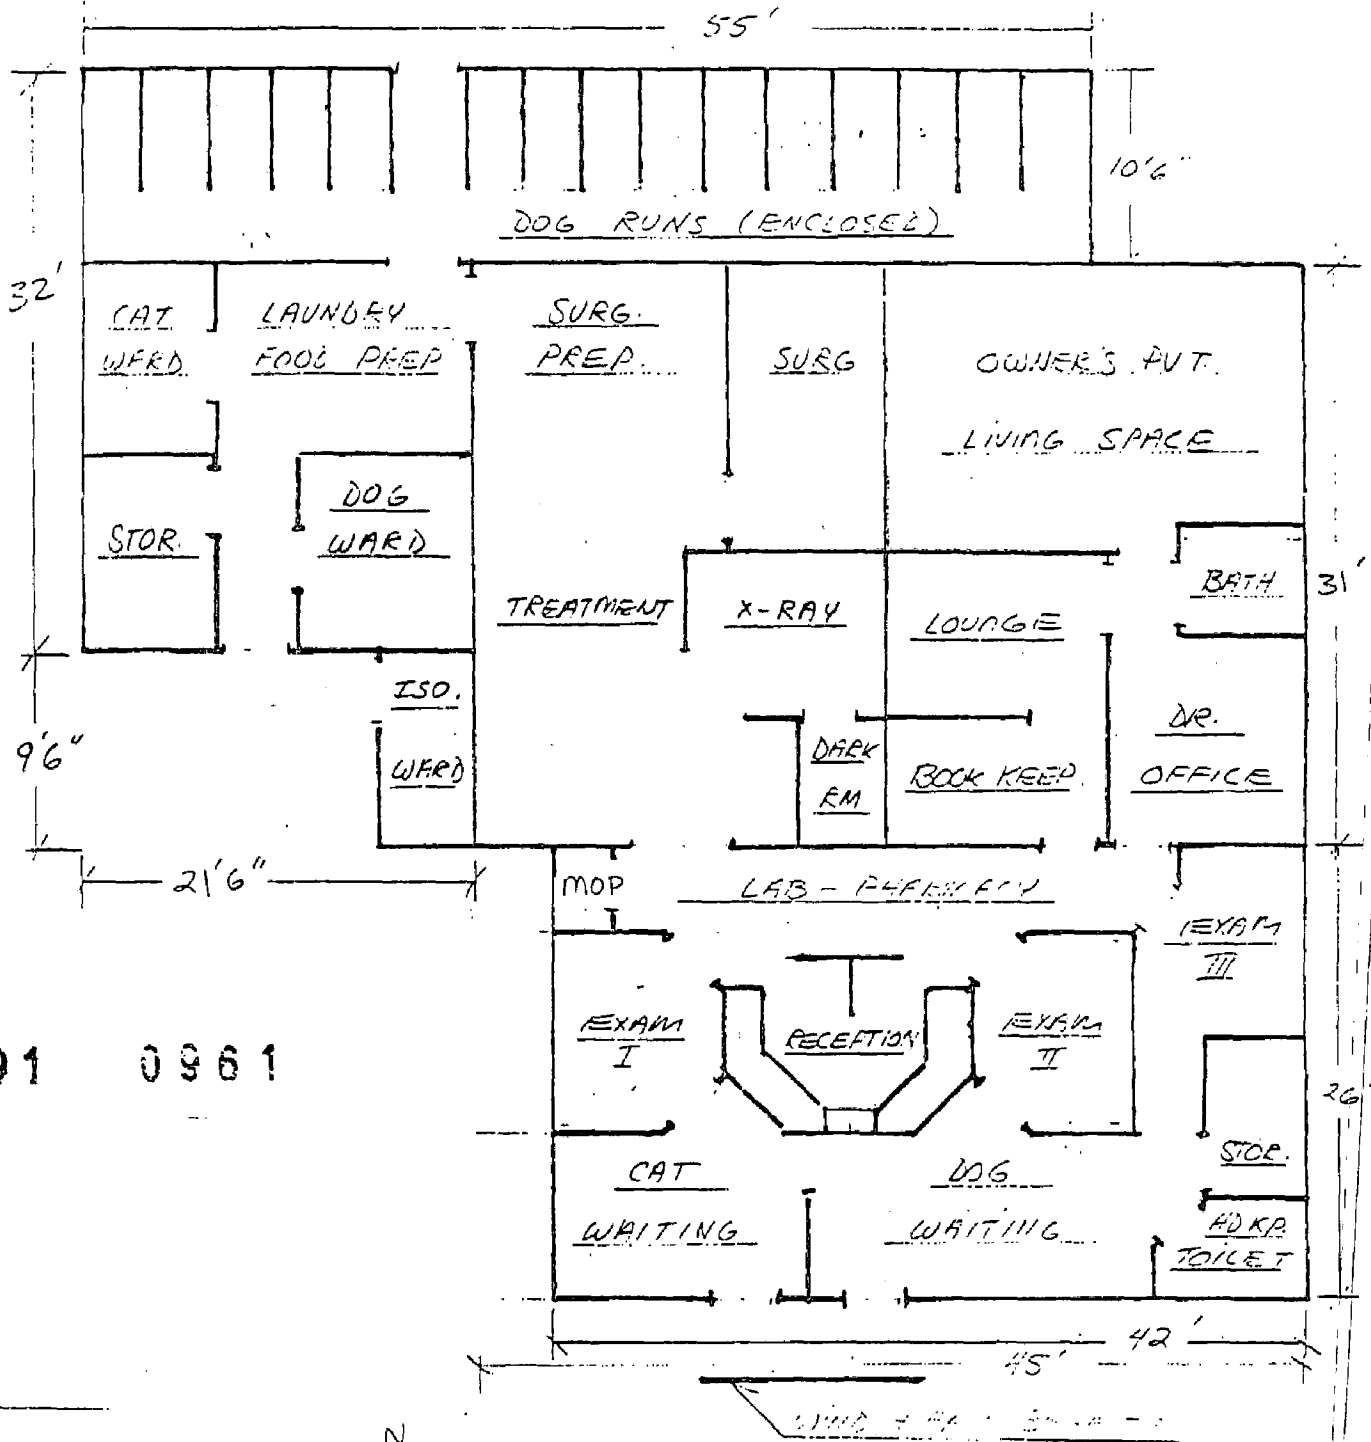 55'
10'6"
DOG RUNS (ENCLOSED)
32'
CAT
WARD
LAUNDRY
FOOD PREP
SURG.
PREP.
SURG
OWNER'S PVT.
LIVING SPACE
STOR.
DOG
WARD
TREATMENT
X-RAY
LOUNGE
BATH
31'
ISO.
WARD
9'6"
DARK
RM
BOOK KEEP.
DR.
OFFICE
21'6"
MOP
LAB - PHARMACY
EXAM
III
EXAM
I
RECEPTION
EXAM
II
0961
26
CAT
WAITING
DOG
WAITING
STOR.
HDKP.
TOILET
42'
45'
N
WIND